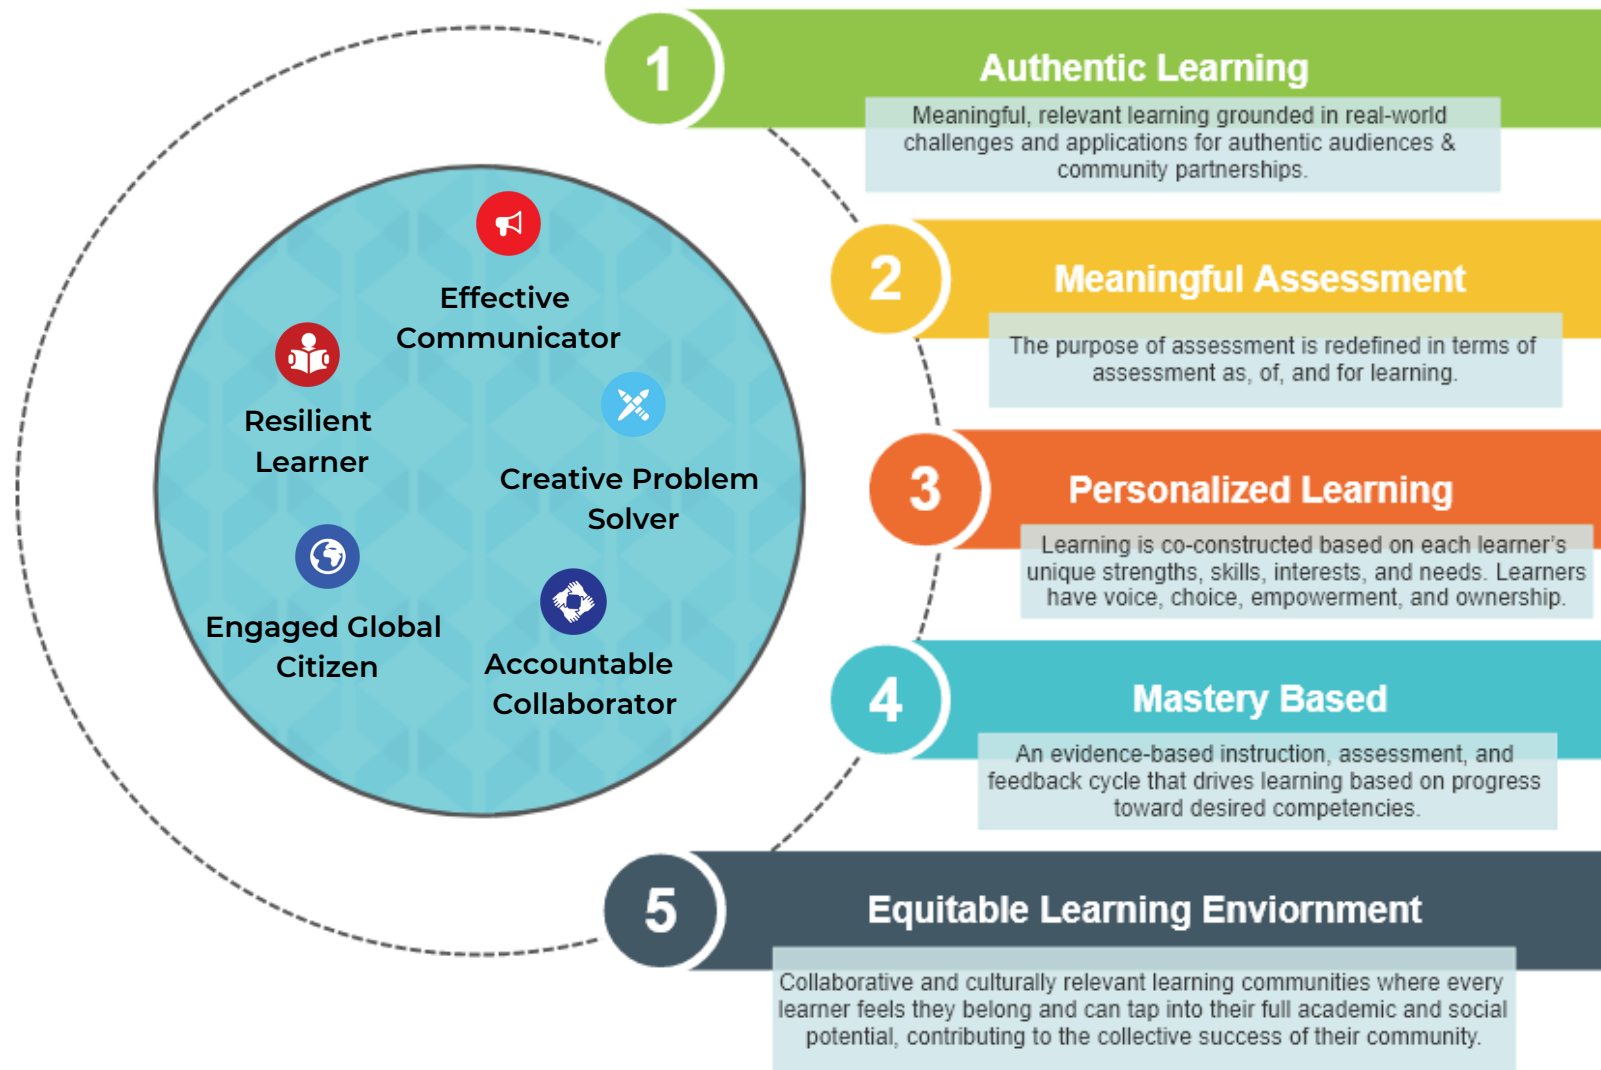 1
Authentic Learning
Meaningful, relevant learning grounded in real-world
challenges and applications for authentic audiences &
community partnerships.
2
Meaningful Assessment
The purpose of assessment is redefined in terms of
assessment as, of, and for learning.
3
Personalized Learning
Learning is co-constructed based on each learner's
unique strengths, skills, interests, and needs. Learners
have voice, choice, empowerment, and ownership.
4
Mastery Based
An evidence-based instruction, assessment, and
feedback cycle that drives learning based on progress
toward desired competencies.
5
Equitable Learning Enviornment
Collaborative and culturally relevant learning communities where every
learner feels they belong and can tap into their full academic and social
potential, contributing to the collective success of their community.
Effective
Communicator
Resilient
Learner
Creative Problem
Solver
Engaged Global
Citizen
Accountable
Collaborator